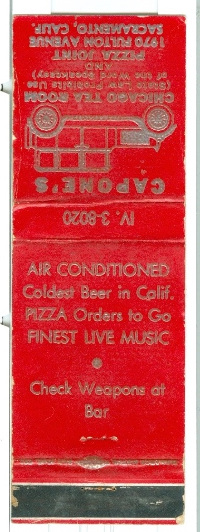 CAPONE'S
CHICAGO TEA ROOM
(State Law Prohibits Use
of the Word Speakeasy)
AND
PIZZA JOINT
1970 FULTON AVENUE
SACRAMENTO, CALIF.
IV. 3-8020
AIR CONDITIONED
Coldest Beer in Calif.
PIZZA Orders to Go
FINEST LIVE MUSIC
Check Weapons at
Bar